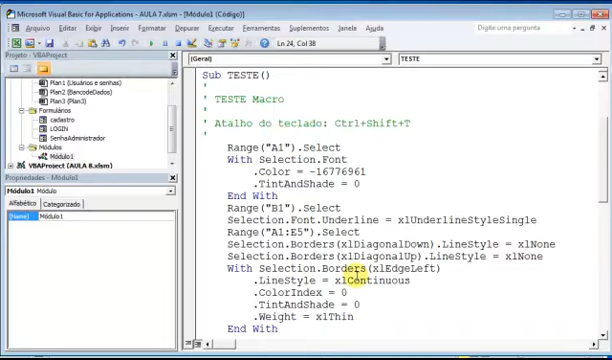 Microsoft Visual Basic for Applications - AULA 7.xlsm - [Módulo1 (Código)]
Arquivo Editar Exibir Inserir Formatar Depurar Executar Ferramentas Suplementos Janela Ajuda
Digite uma pergunta
Ln 24, Col 38
Projeto - VBAProject
Plan1 (Usuários e senhas)
Plan2 (BancodeDados)
Plan3 (Plan3)
Formulários
cadastro
LOGIN
SenhaAdministrador
Módulos
Módulo1
VBAProject (AULA 8.xlsm)
Propriedades - Módulo1
Módulo1 Módulo
Alfabético Categorizado
(Name) Módulo1
(Geral) TESTE
Sub TESTE()
'
' TESTE Macro
'
' Atalho do teclado: Ctrl+Shift+T
'
Range("A1").Select
With Selection.Font
.Color = -16776961
.TintAndShade = 0
End With
Range("B1").Select
Selection.Font.Underline = xlUnderlineStyleSingle
Range("A1:E5").Select
Selection.Borders(xlDiagonalDown).LineStyle = xlNone
Selection.Borders(xlDiagonalUp).LineStyle = xlNone
With Selection.Borders(xlEdgeLeft)
.LineStyle = xlContinuous
.ColorIndex = 0
.TintAndShade = 0
.Weight = xlThin
End With